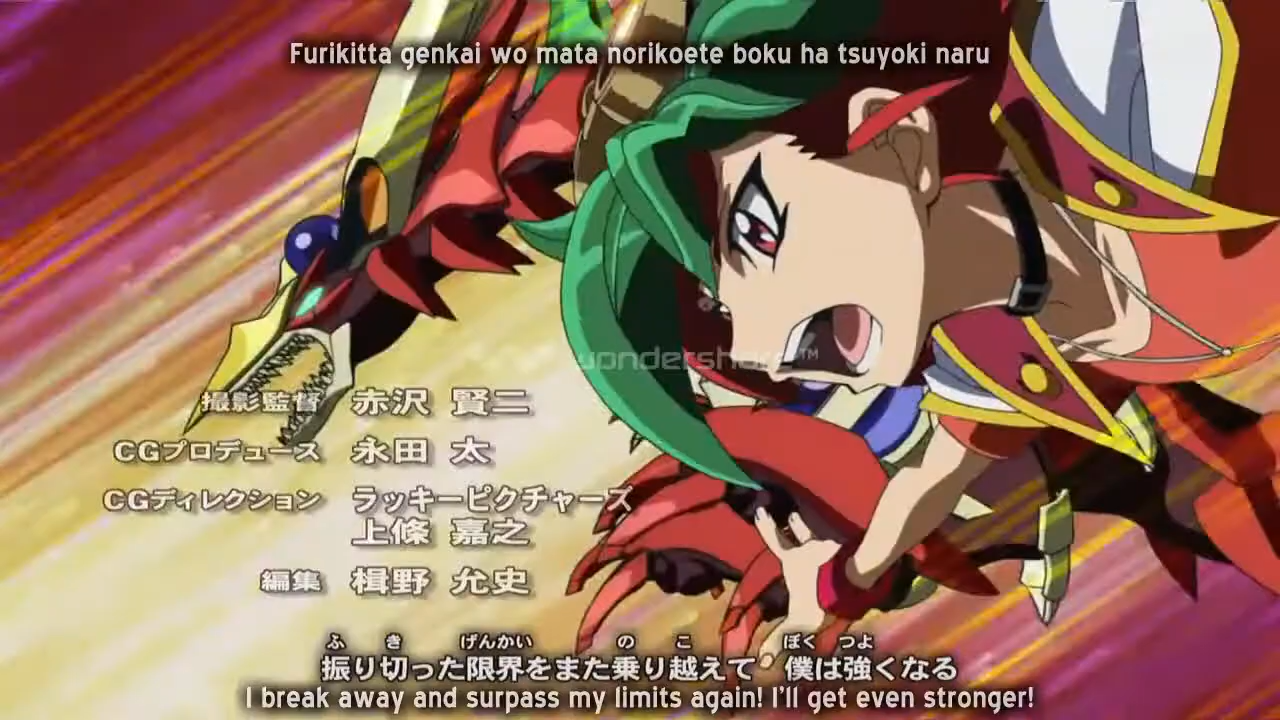 Furikitta genkai wo mata norikoete boku ha tsuyoki naru
wondershare™
撮影監督 赤沢 賢二
CGプロデュース 永田 太
CGディレクション ラッキーピクチャーズ
上條 嘉之
編集 楫野 允史
ふ き げんかい の こ ぼく つよ
振り切った限界をまた乗り越えて 僕は強くなる
I break away and surpass my limits again! I'll get even stronger!